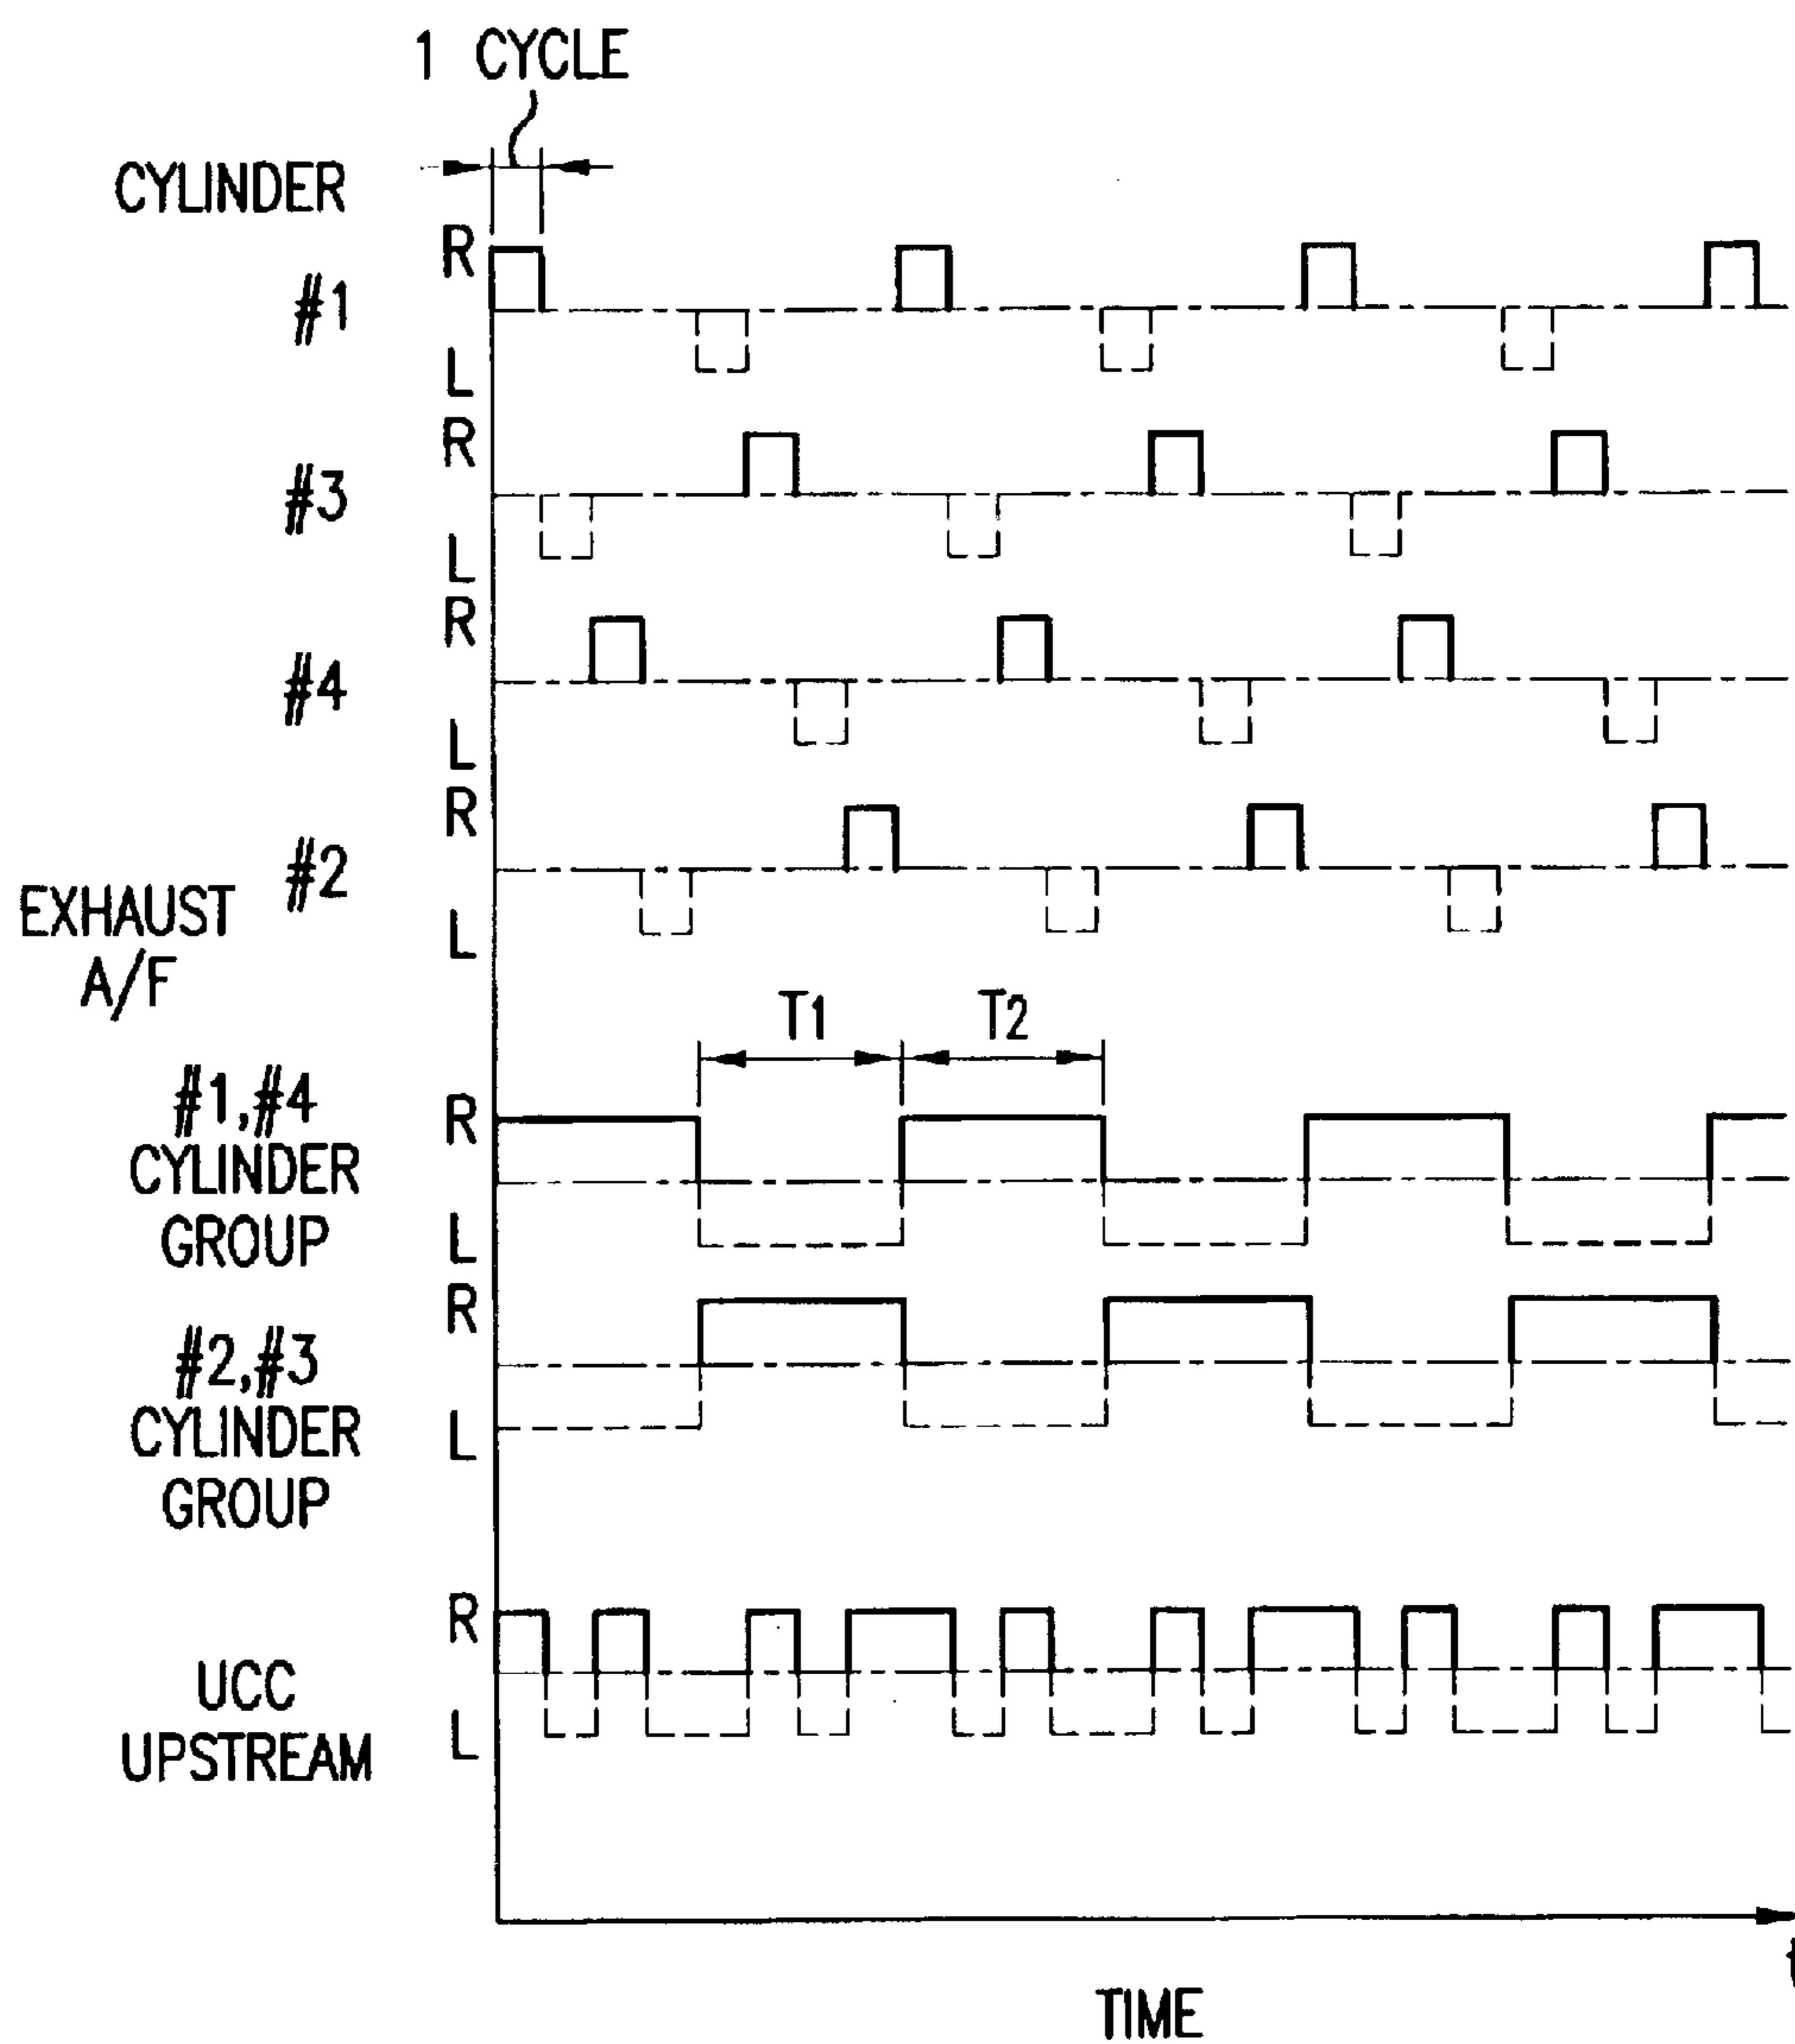 1 CYCLE
CYLINDER
R
#1
L
R
#3
L
R
#4
L
R
#2
L
EXHAUST
A/F
T1 T2
#1,#4
CYLINDER
GROUP
R
L
#2,#3
CYLINDER
GROUP
R
L
UCC
UPSTREAM
R
L
t
TIME